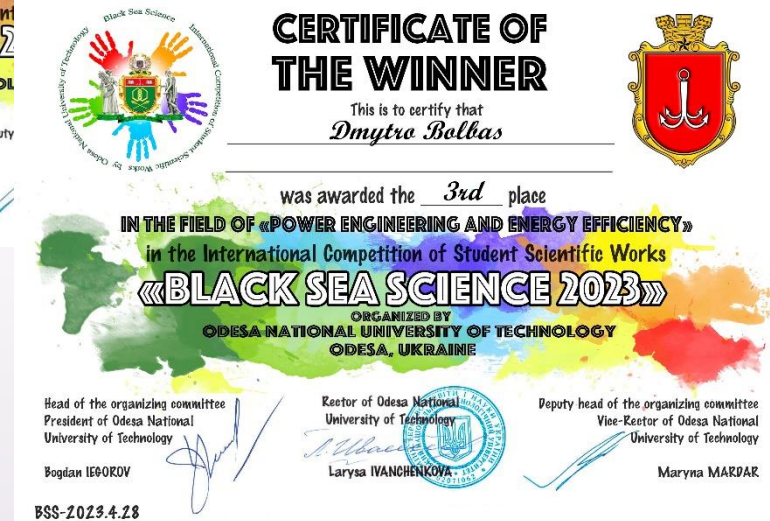 Black Sea Science International Competition of Student Scientific Works by Odesa National University of Technology
CERTIFICATE OF
THE WINNER
This is to certify that
Dmytro Bolbas
was awarded the 3rd place
IN THE FIELD OF «POWER ENGINEERING AND ENERGY EFFICIENCY»
in the International Competition of Student Scientific Works
«BLACK SEA SCIENCE 2023»
ORGANIZED BY
ODESA NATIONAL UNIVERSITY OF TECHNOLOGY
ODESA, UKRAINE
Head of the organizing committee
President of Odesa National
University of Technology
Bogdan IEGOROV
Rector of Odesa National
University of Technology
Larysa IVANCHENKOVA
Deputy head of the organizing committee
Vice-Rector of Odesa National
University of Technology
Maryna MARDAR
BSS-2023.4.28